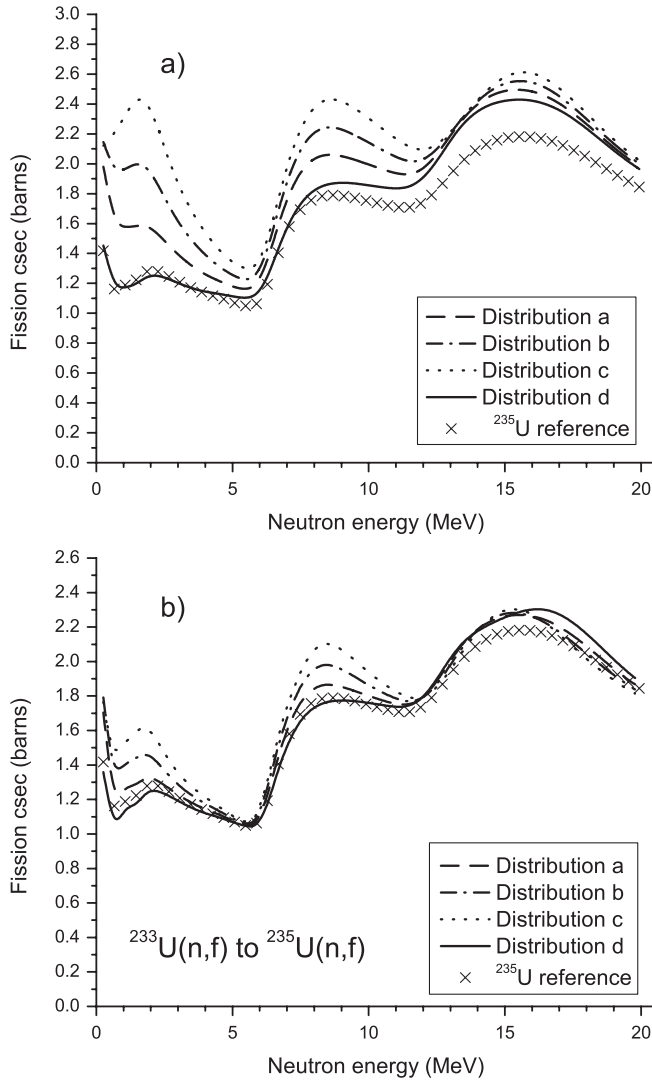 3.0
2.8
2.6
2.4
2.2
2.0
1.8
1.6
1.4
1.2
1.0
0.8
0.6
0.4
0.2
0.0
Fission csec (barns)
a)
Distribution a
Distribution b
Distribution c
Distribution d
²³⁵U reference
0 5 10 15 20
Neutron energy (MeV)
2.6
2.4
2.2
2.0
1.8
1.6
1.4
1.2
1.0
0.8
0.6
0.4
0.2
0.0
Fission csec (barns)
b)
²³³U(n,f) to ²³⁵U(n,f)
Distribution a
Distribution b
Distribution c
Distribution d
²³⁵U reference
0 5 10 15 20
Neutron energy (MeV)